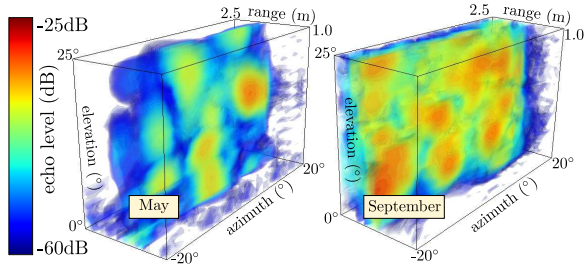 -25dB
echo level (dB)
-60dB
2.5 range (m)
1.0
25°
elevation (°)
0°
May
-20°
azimuth (°)
20°
2.5 range (m)
1.0
25°
elevation (°)
0°
September
-20°
azimuth (°)
20°